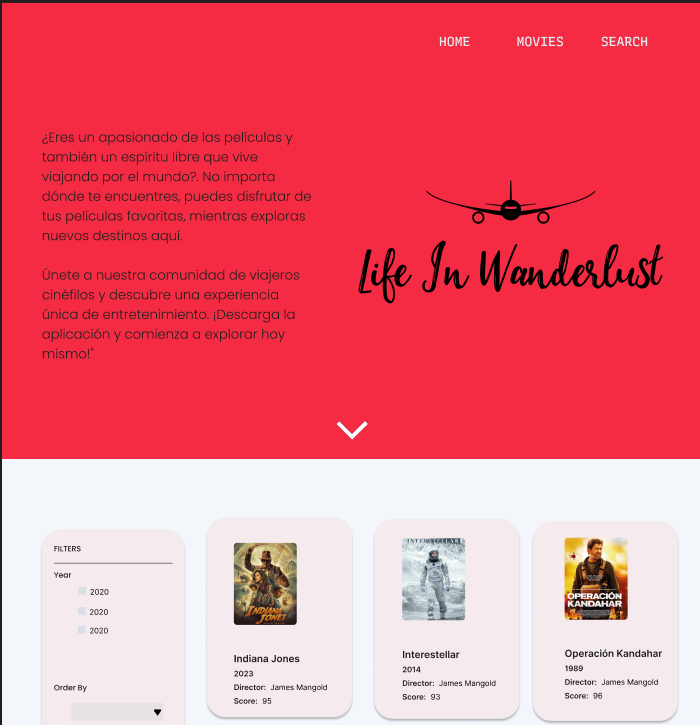 HOME MOVIES SEARCH
¿Eres un apasionado de las películas y
también un espíritu libre que vive
viajando por el mundo?. No importa
dónde te encuentres, puedes disfrutar de
tus películas favoritas, mientras exploras
nuevos destinos aquí.
Únete a nuestra comunidad de viajeros
cinéfilos y descubre una experiencia
única de entretenimiento. ¡Descarga la
aplicación y comienza a explorar hoy
mismo!"
Life In Wanderlust
FILTERS
Year
2020
2020
2020
Order By
INDIANA
JONES
Indiana Jones
2023
Director: James Mangold
Score: 95
INTERSTELLAR
Interstellar
2014
Director: James Mangold
Score: 93
OPERACIÓN
KANDAHAR
Operación Kandahar
1989
Director: James Mangold
Score: 96